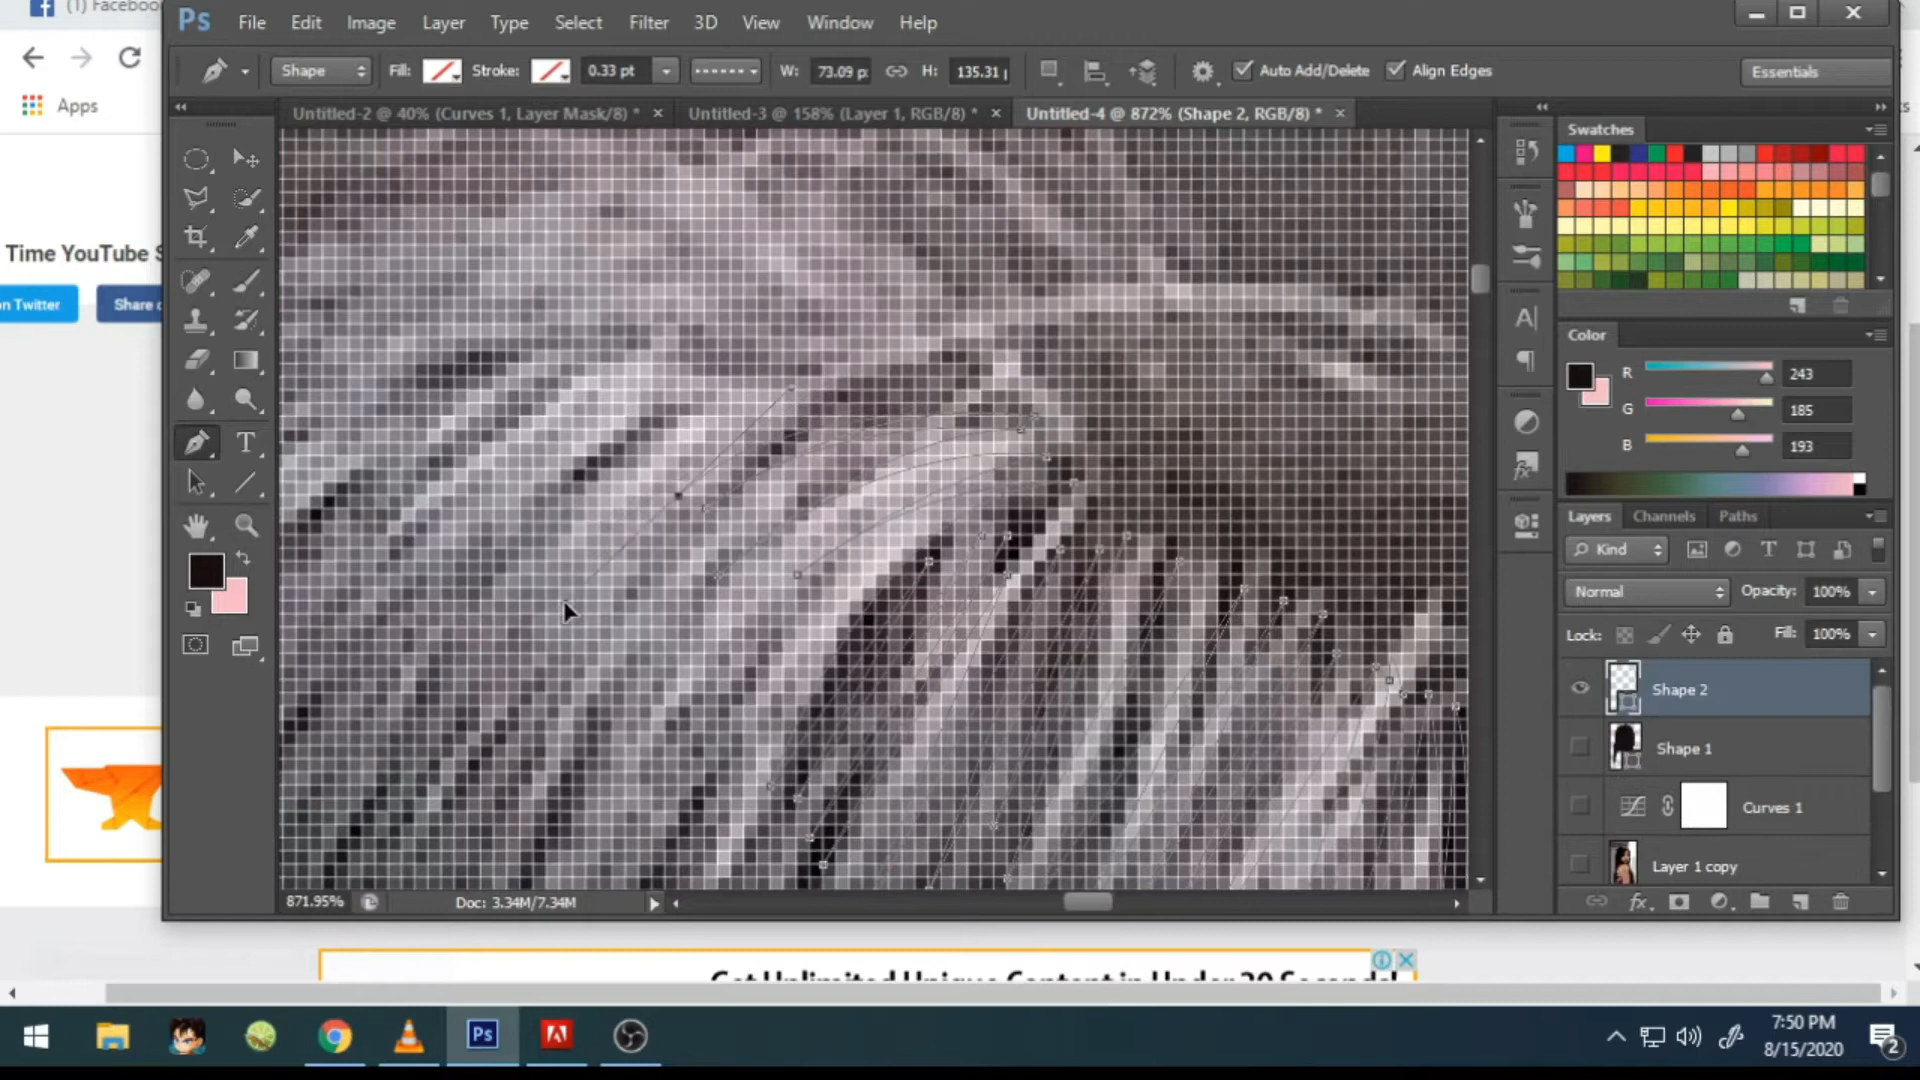 (1) Faceboo
Ps File Edit Image Layer Type Select Filter 3D View Window Help
Shape Fill: Stroke: 0.33 pt W: 73.09 p: H: 135.31 Auto Add/Delete Align Edges Essentials
Apps
Untitled-2 @ 40% (Curves 1, Layer Mask/8) * × Untitled-3 @ 158% (Layer 1, RGB/8) * × Untitled-4 @ 872% (Shape 2, RGB/8) * ×
Swatches
Time YouTube S
on Twitter
Share o
Color
R 243
G 185
B 193
Layers Channels Paths
Kind
Normal Opacity: 100%
Lock: Fill: 100%
Shape 2
Shape 1
Curves 1
Layer 1 copy
871.95% Doc: 3.34M/7.34M
Get Unlimited Unique Content in Under 30 Seconds!
7:50 PM
8/15/2020
2